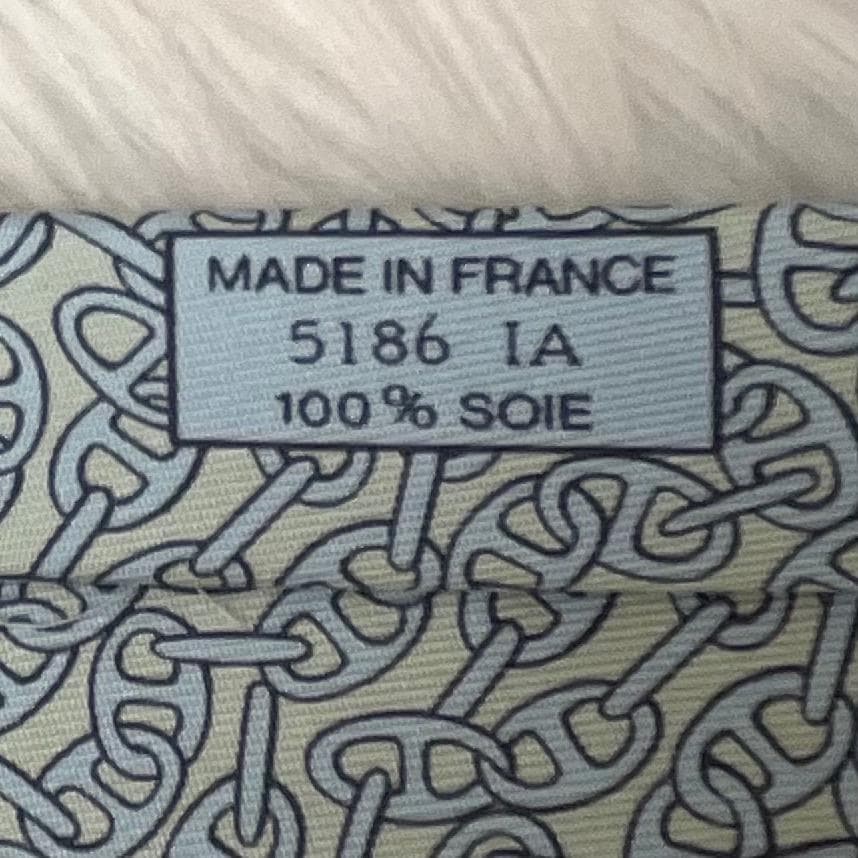 MADE IN FRANCE
5186 IA
100% SOIE